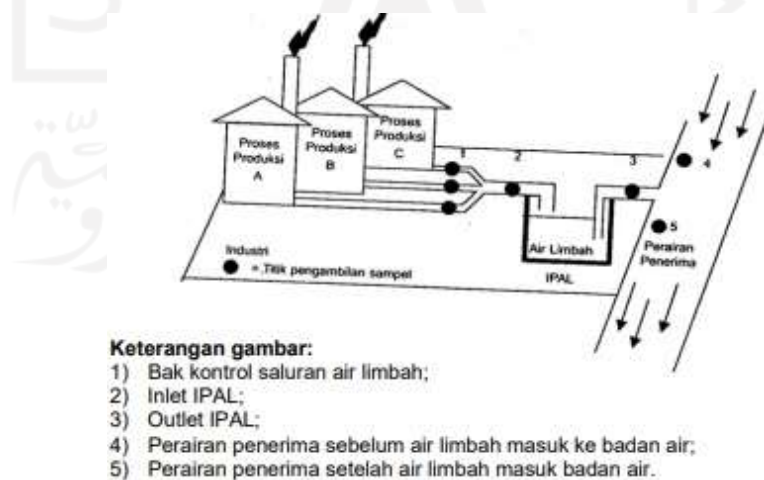 Proses
Produksi
A
Proses
Produksi
B
Proses
Produksi
C
1
2
3
4
5
Air Limbah
IPAL
Perairan
Penerima
Industri
= Titik pengambilan sampel
Keterangan gambar:
1) Bak kontrol saluran air limbah;
2) Inlet IPAL;
3) Outlet IPAL;
4) Perairan penerima sebelum air limbah masuk ke badan air;
5) Perairan penerima setelah air limbah masuk badan air.